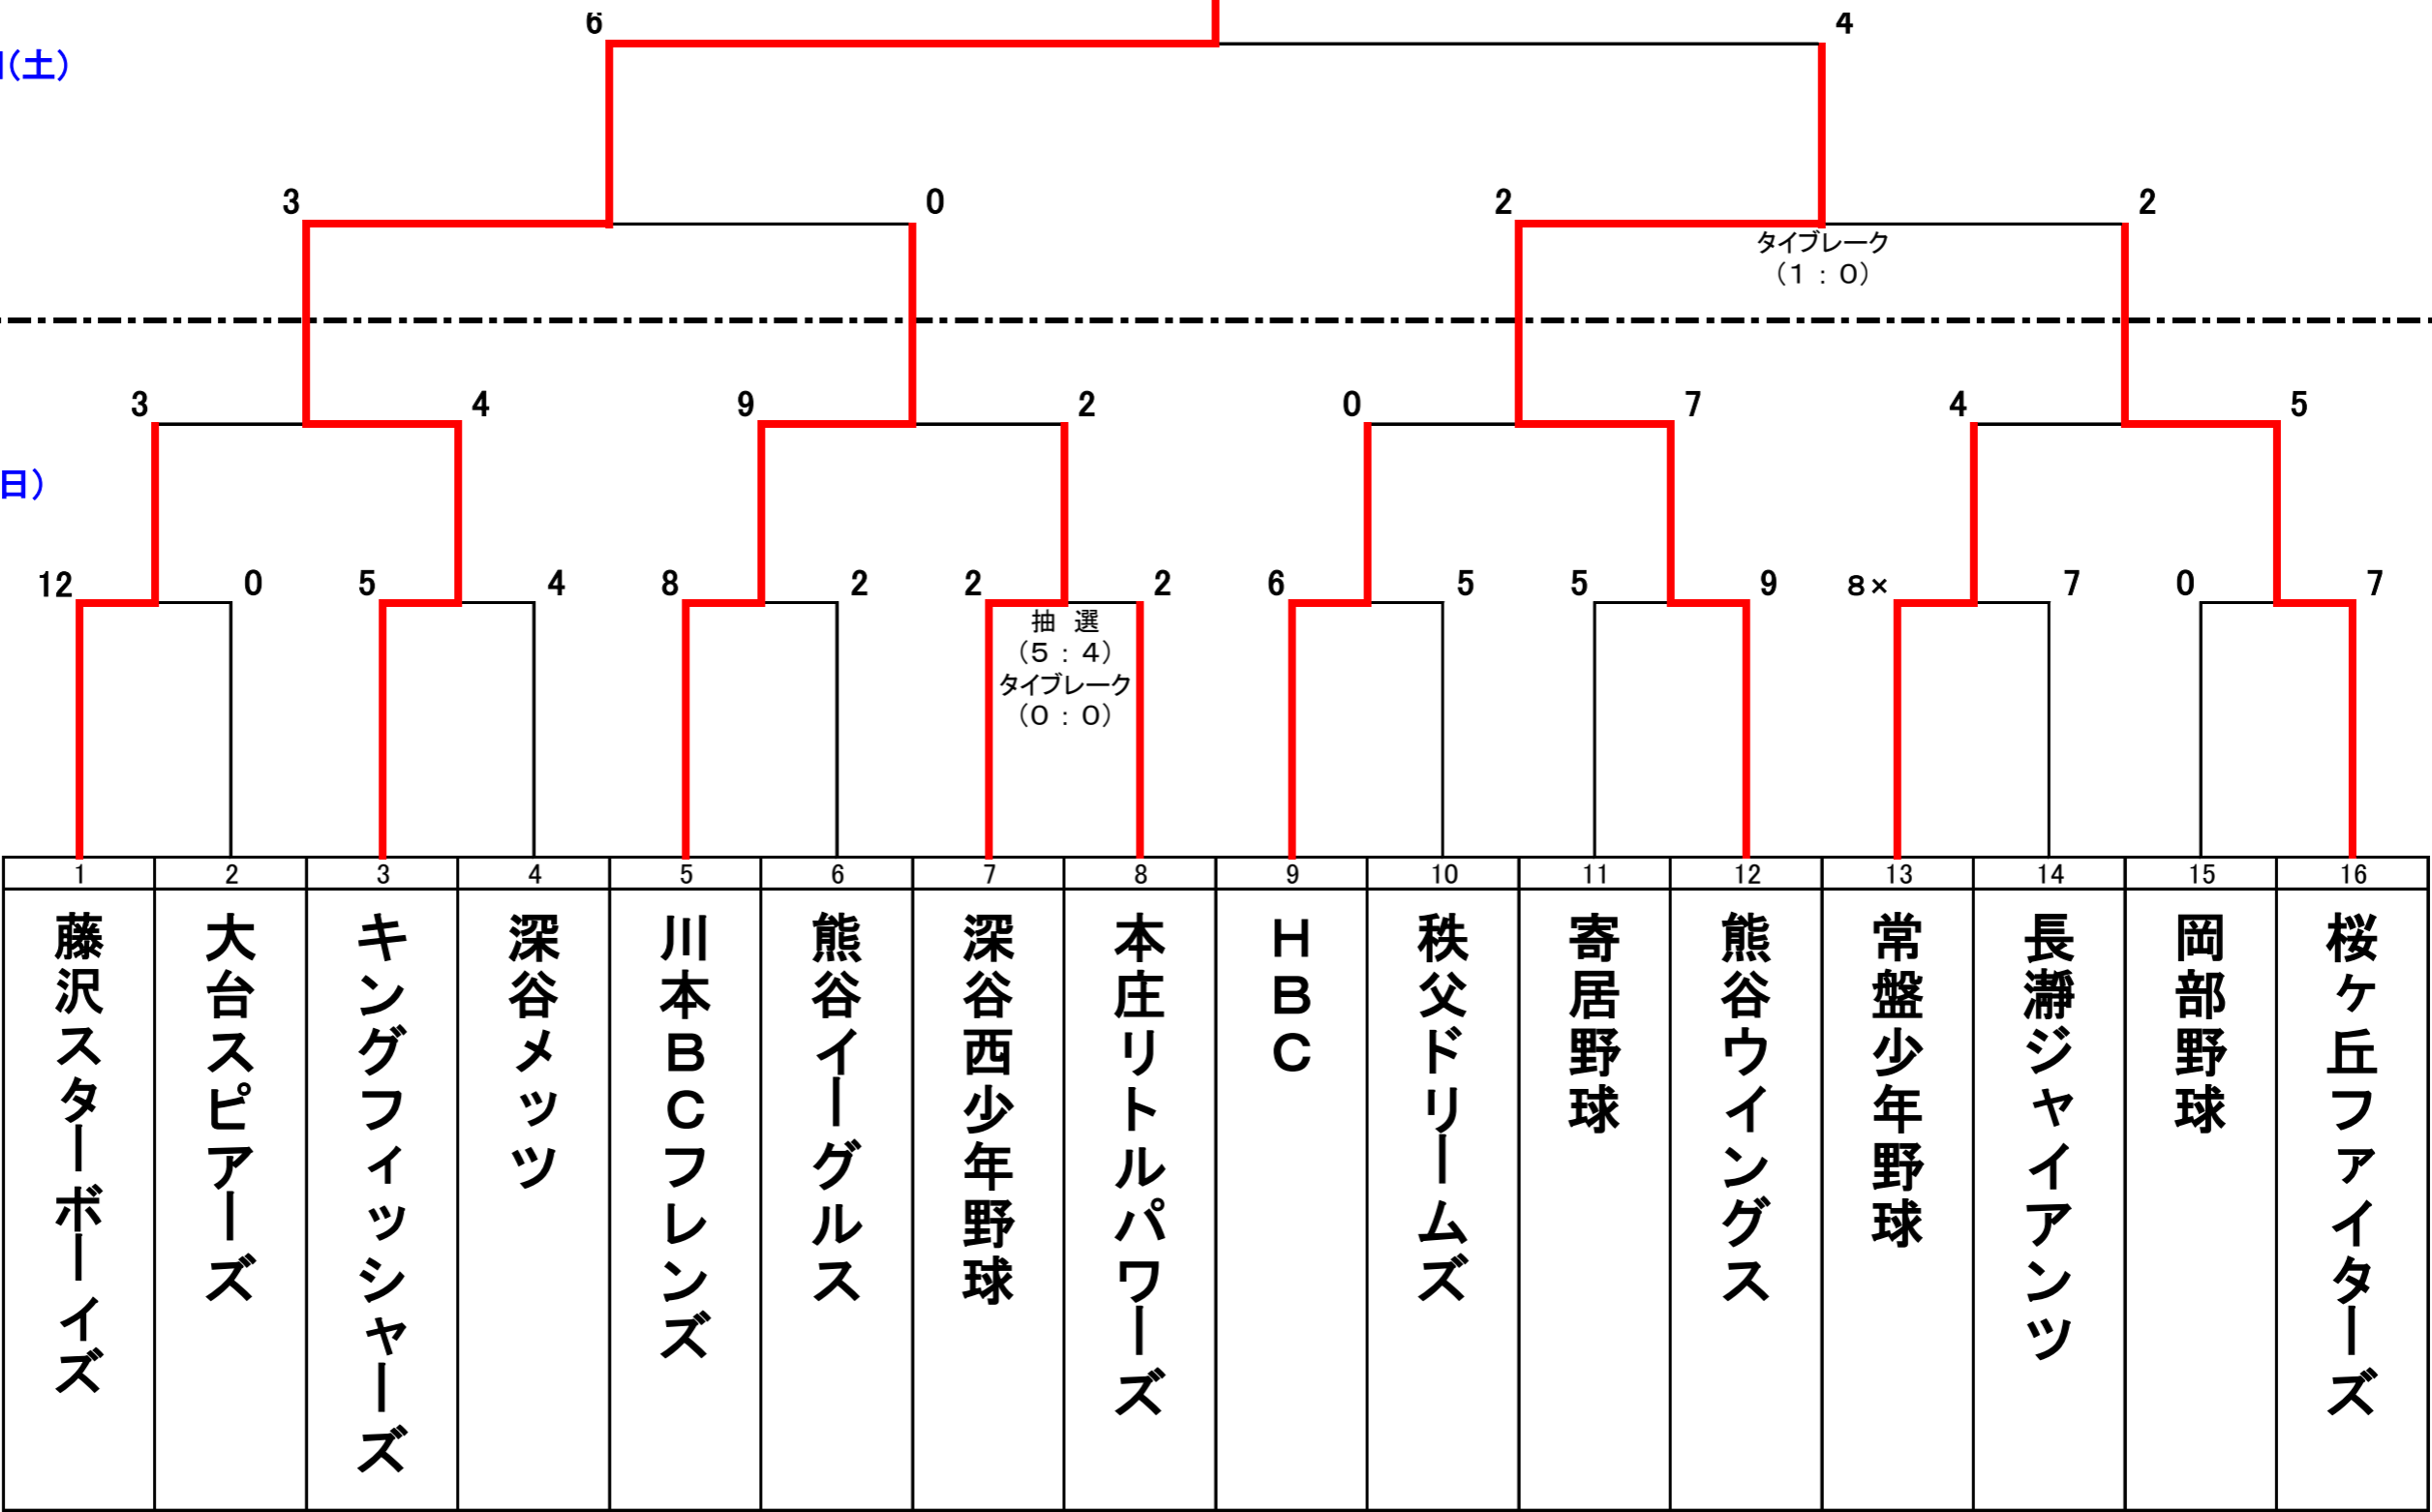 6 4
(土)
3 0 2 2
タイブレーク
(1：0)
3 4 9 2 0 7 4 5
日)
12 0 5 4 8 2 2 2 6 5 5 9 8× 7 0 7
抽 選
(5：4)
タイブレーク
(0：0)
1 2 3 4 5 6 7 8 9 10 11 12 13 14 15 16
藤沢スターボーイズ
大台スピアーズ
キングフィッシャーズ
深谷メッツ
川本BCフレンズ
熊谷イーグルス
深谷西少年野球
本庄リトルパワーズ
HBC
秩父ドリームズ
寄居野球
熊谷ウイングス
常盤少年野球
長瀞ジャイアンツ
岡部野球
桜ヶ丘ファイターズ